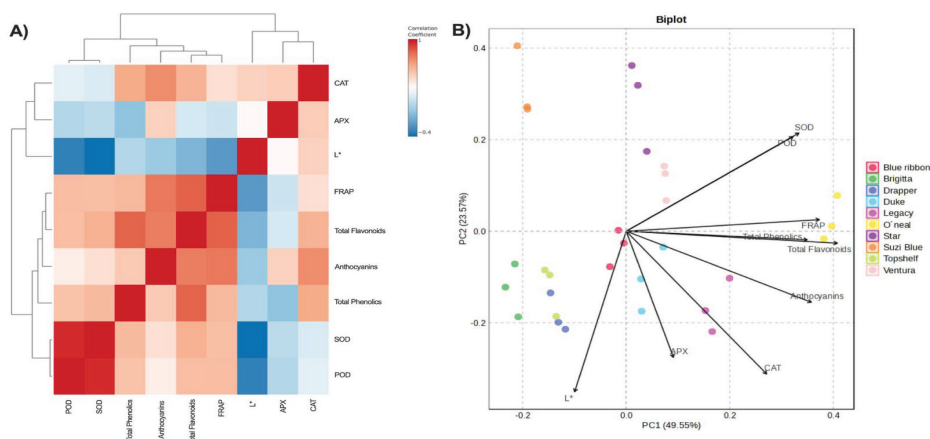 A)
Correlation
Coefficient
1
-0.4
CAT
APX
L*
FRAP
Total Flavonoids
Anthocyanins
Total Phenolics
SOD
POD
POD
SOD
Total Phenolics
Anthocyanins
Total Flavonoids
FRAP
L*
APX
CAT
B)
Biplot
PC2 (23.57%)
0.4
0.2
0.0
-0.2
-0.2
0.0
0.2
0.4
PC1 (49.55%)
SOD
POD
FRAP
Total Phenolics
Total Flavonoids
Anthocyanins
APX
CAT
L*
Blue ribbon
Brigitta
Drapper
Duke
Legacy
O´neal
Star
Suzi Blue
Topshelf
Ventura